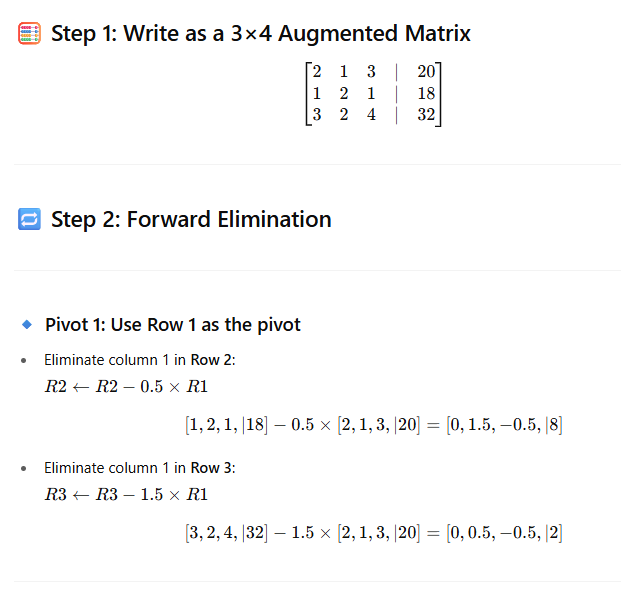 Step 1: Write as a 3×4 Augmented Matrix
[2 1 3 | 20]
[1 2 1 | 18]
[3 2 4 | 32]
Step 2: Forward Elimination
Pivot 1: Use Row 1 as the pivot
• Eliminate column 1 in Row 2:
R2 ← R2 − 0.5 × R1
[1, 2, 1, |18] − 0.5 × [2, 1, 3, |20] = [0, 1.5, −0.5, |8]
• Eliminate column 1 in Row 3:
R3 ← R3 − 1.5 × R1
[3, 2, 4, |32] − 1.5 × [2, 1, 3, |20] = [0, 0.5, −0.5, |2]